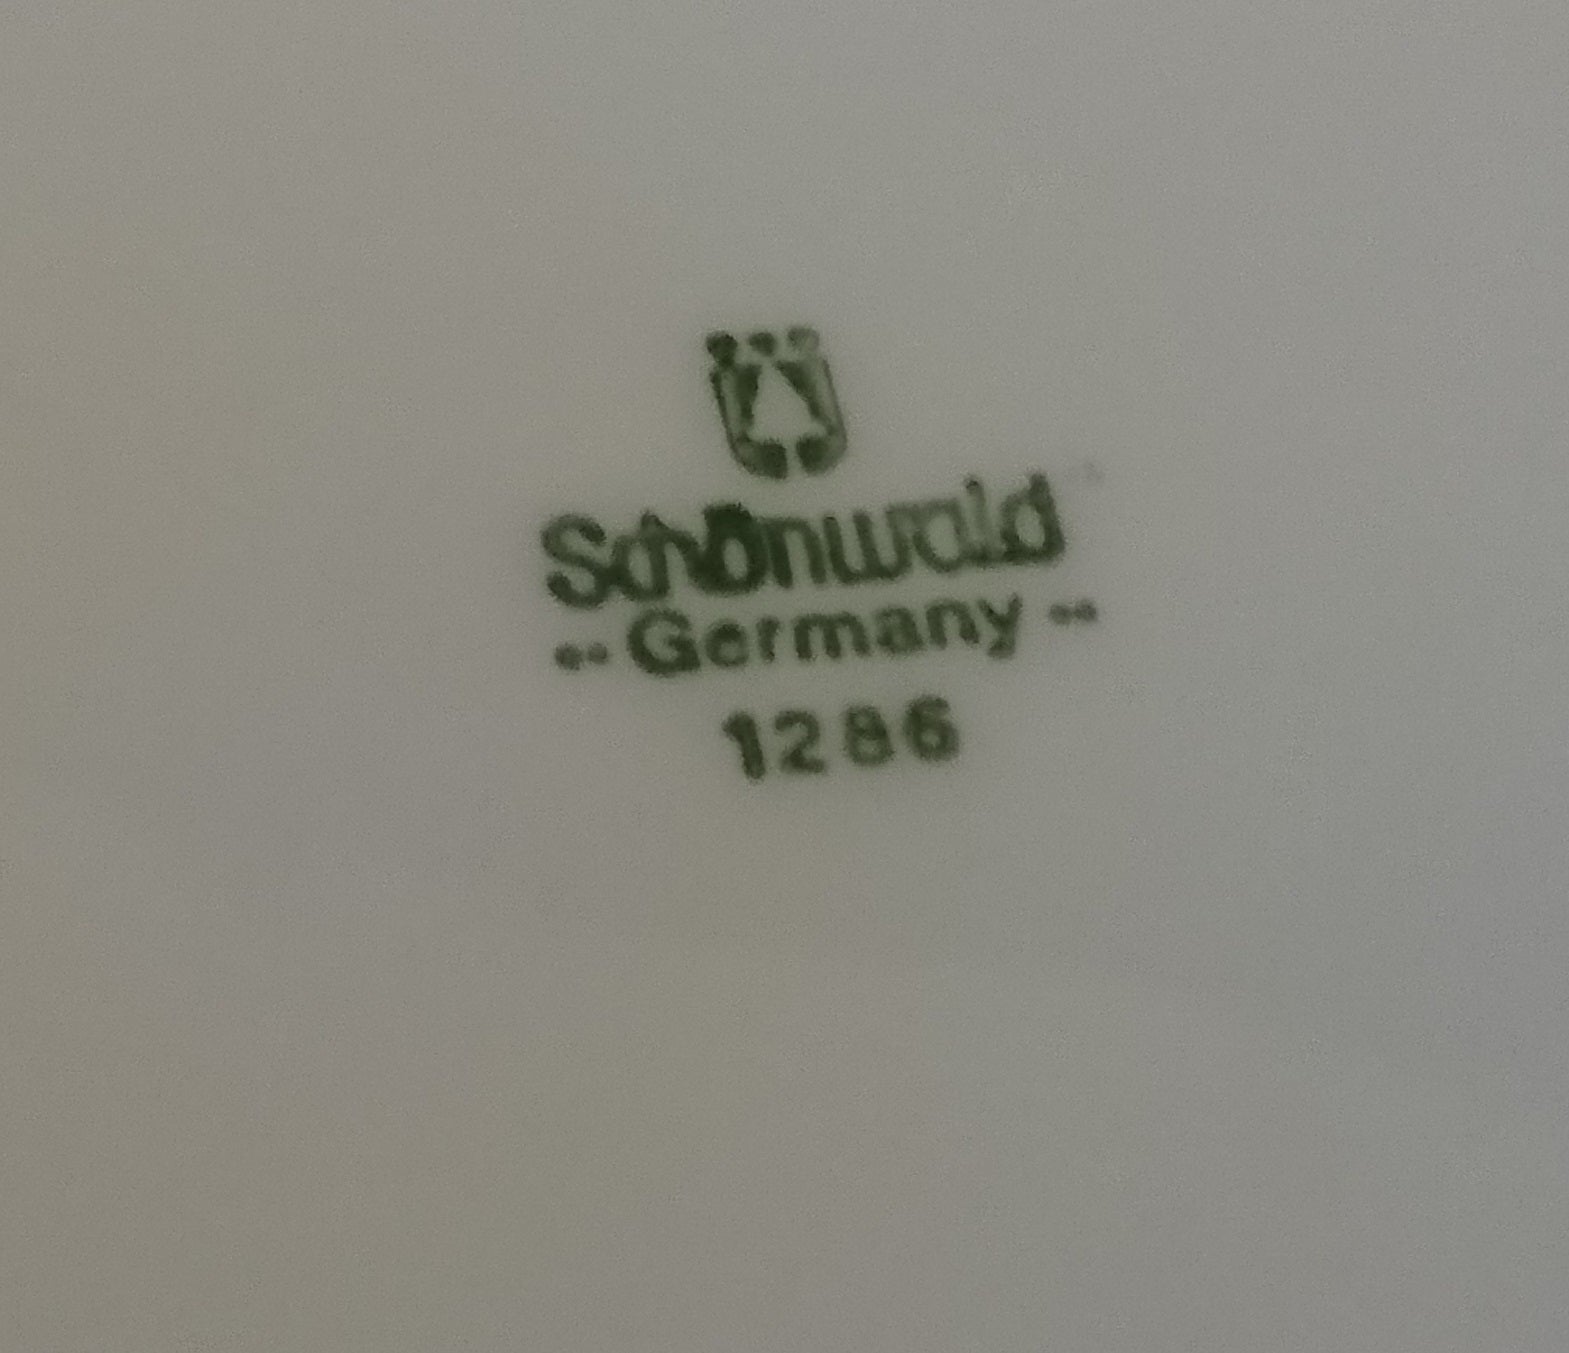 Schönwald
•• Germany ••
1286